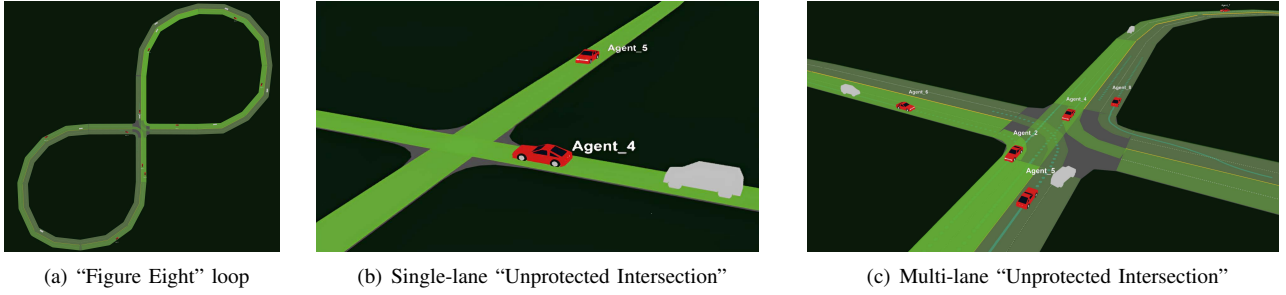 Agent_5
Agent_4
Agent_6
Agent_4
Agent_2
Agent_5
(a) “Figure Eight” loop
(b) Single-lane “Unprotected Intersection”
(c) Multi-lane “Unprotected Intersection”